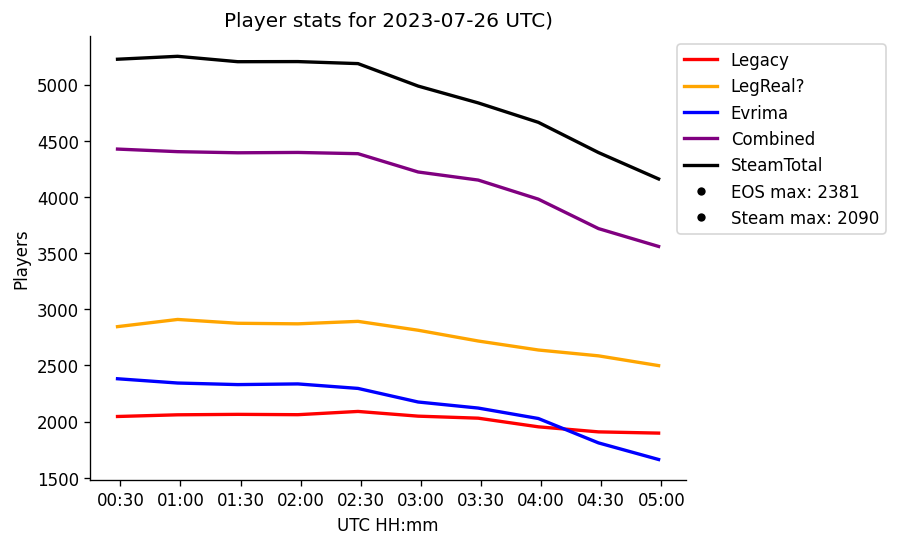 Player stats for 2023-07-26 UTC)
Players
5000
4500
4000
3500
3000
2500
2000
1500
00:30 01:00 01:30 02:00 02:30 03:00 03:30 04:00 04:30 05:00
UTC HH:mm
Legacy
LegReal?
Evrima
Combined
SteamTotal
EOS max: 2381
Steam max: 2090